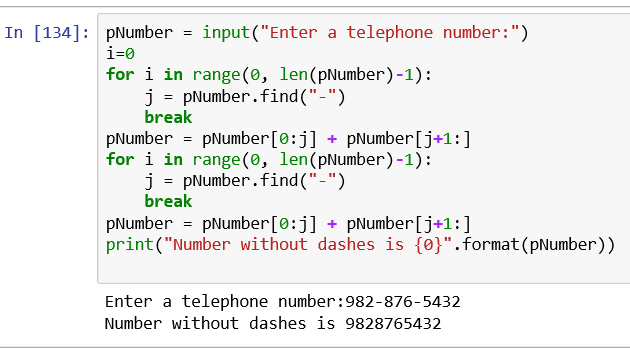 In [134]: pNumber = input("Enter a telephone number:")
i=0
for i in range(0, len(pNumber)-1):
    j = pNumber.find("-")
    break
pNumber = pNumber[0:j] + pNumber[j+1:]
for i in range(0, len(pNumber)-1):
    j = pNumber.find("-")
    break
pNumber = pNumber[0:j] + pNumber[j+1:]
print("Number without dashes is {0}".format(pNumber))
Enter a telephone number:982-876-5432
Number without dashes is 9828765432